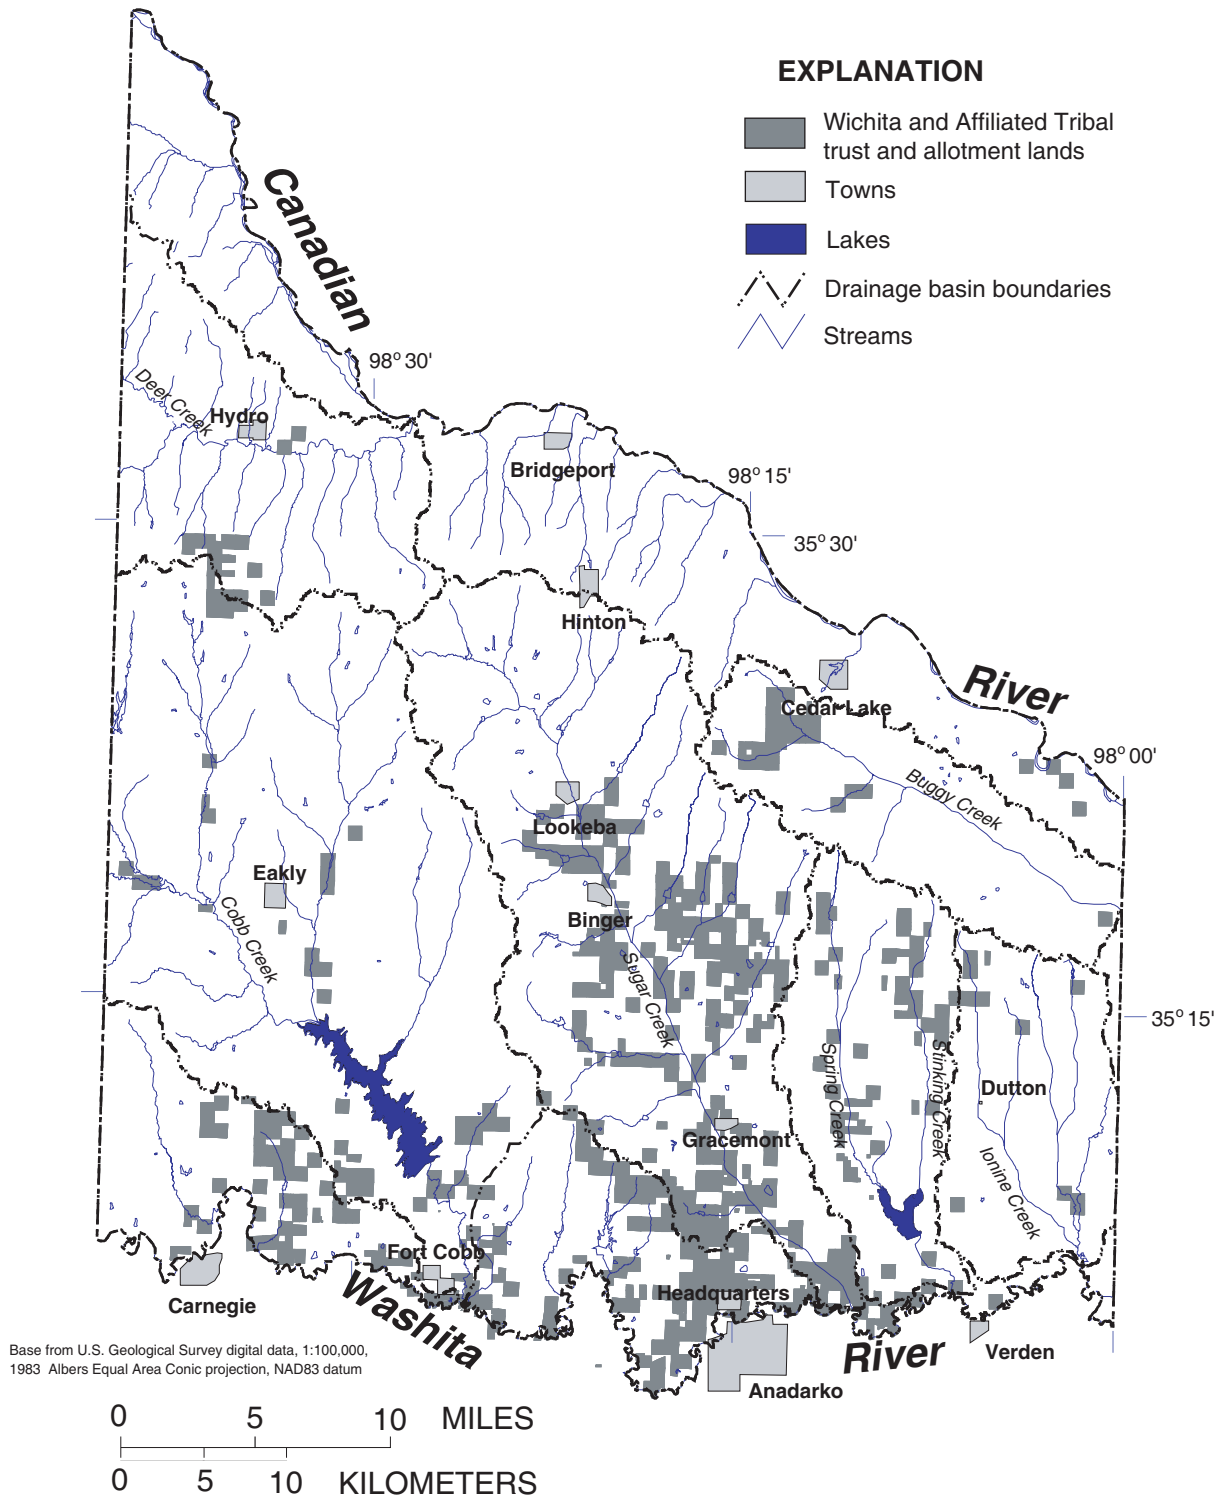 EXPLANATION
Wichita and Affiliated Tribal
trust and allotment lands
Towns
Lakes
Drainage basin boundaries
Streams
Canadian
98° 30'
Deer Creek
Hydro
Bridgeport
98° 15'
35° 30'
Hinton
River
Cedar Lake
98° 00'
Buggy Creek
Lookeba
Eakly
Binger
Cobb Creek
Sugar Creek
35° 15'
Spring Creek
Stinking Creek
Dutton
Gracemont
Ionine Creek
Fort Cobb
Headquarters
Carnegie
Washita
River
Verden
Anadarko
Base from U.S. Geological Survey digital data, 1:100,000,
1983 Albers Equal Area Conic projection, NAD83 datum
0 5 10 MILES
0 5 10 KILOMETERS